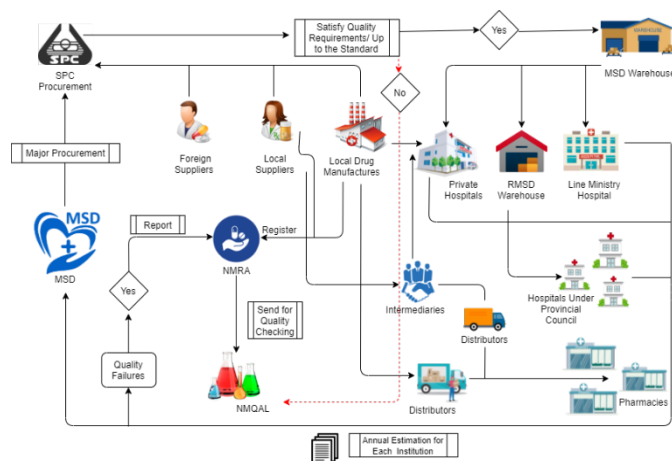 Satisfy Quality
Requirements/ Up
to the Standard
Yes
WAREHOUSE
SPC
SPC
Procurement
MSD Warehouse
No
Major Procurement
Foreign
Suppliers
Local
Suppliers
Local Drug
Manufactures
Private
Hospitals
RMSD
Warehouse
Line Ministry
Hospital
MSD
MSD
Report
Register
NMRA
Yes
Send for
Quality
Checking
Intermediaries
Hospitals Under
Provincial
Council
Distributors
Quality
Failures
NMQAL
Distributors
Pharmacies
Annual Estimation for
Each Institution